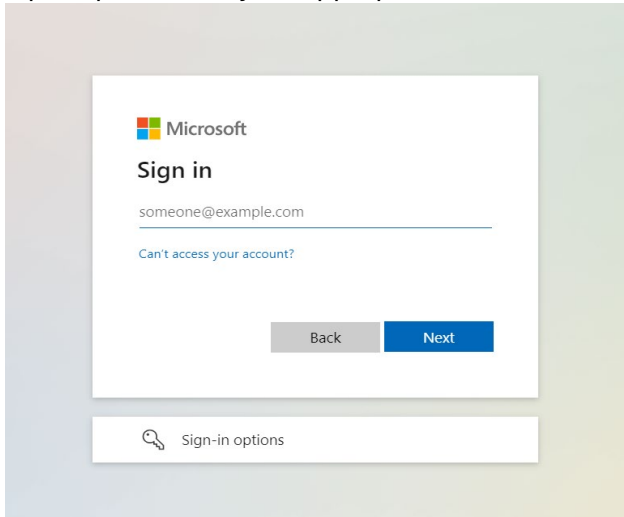 Microsoft
Sign in
someone@example.com
Can't access your account?
Back Next
Sign-in options